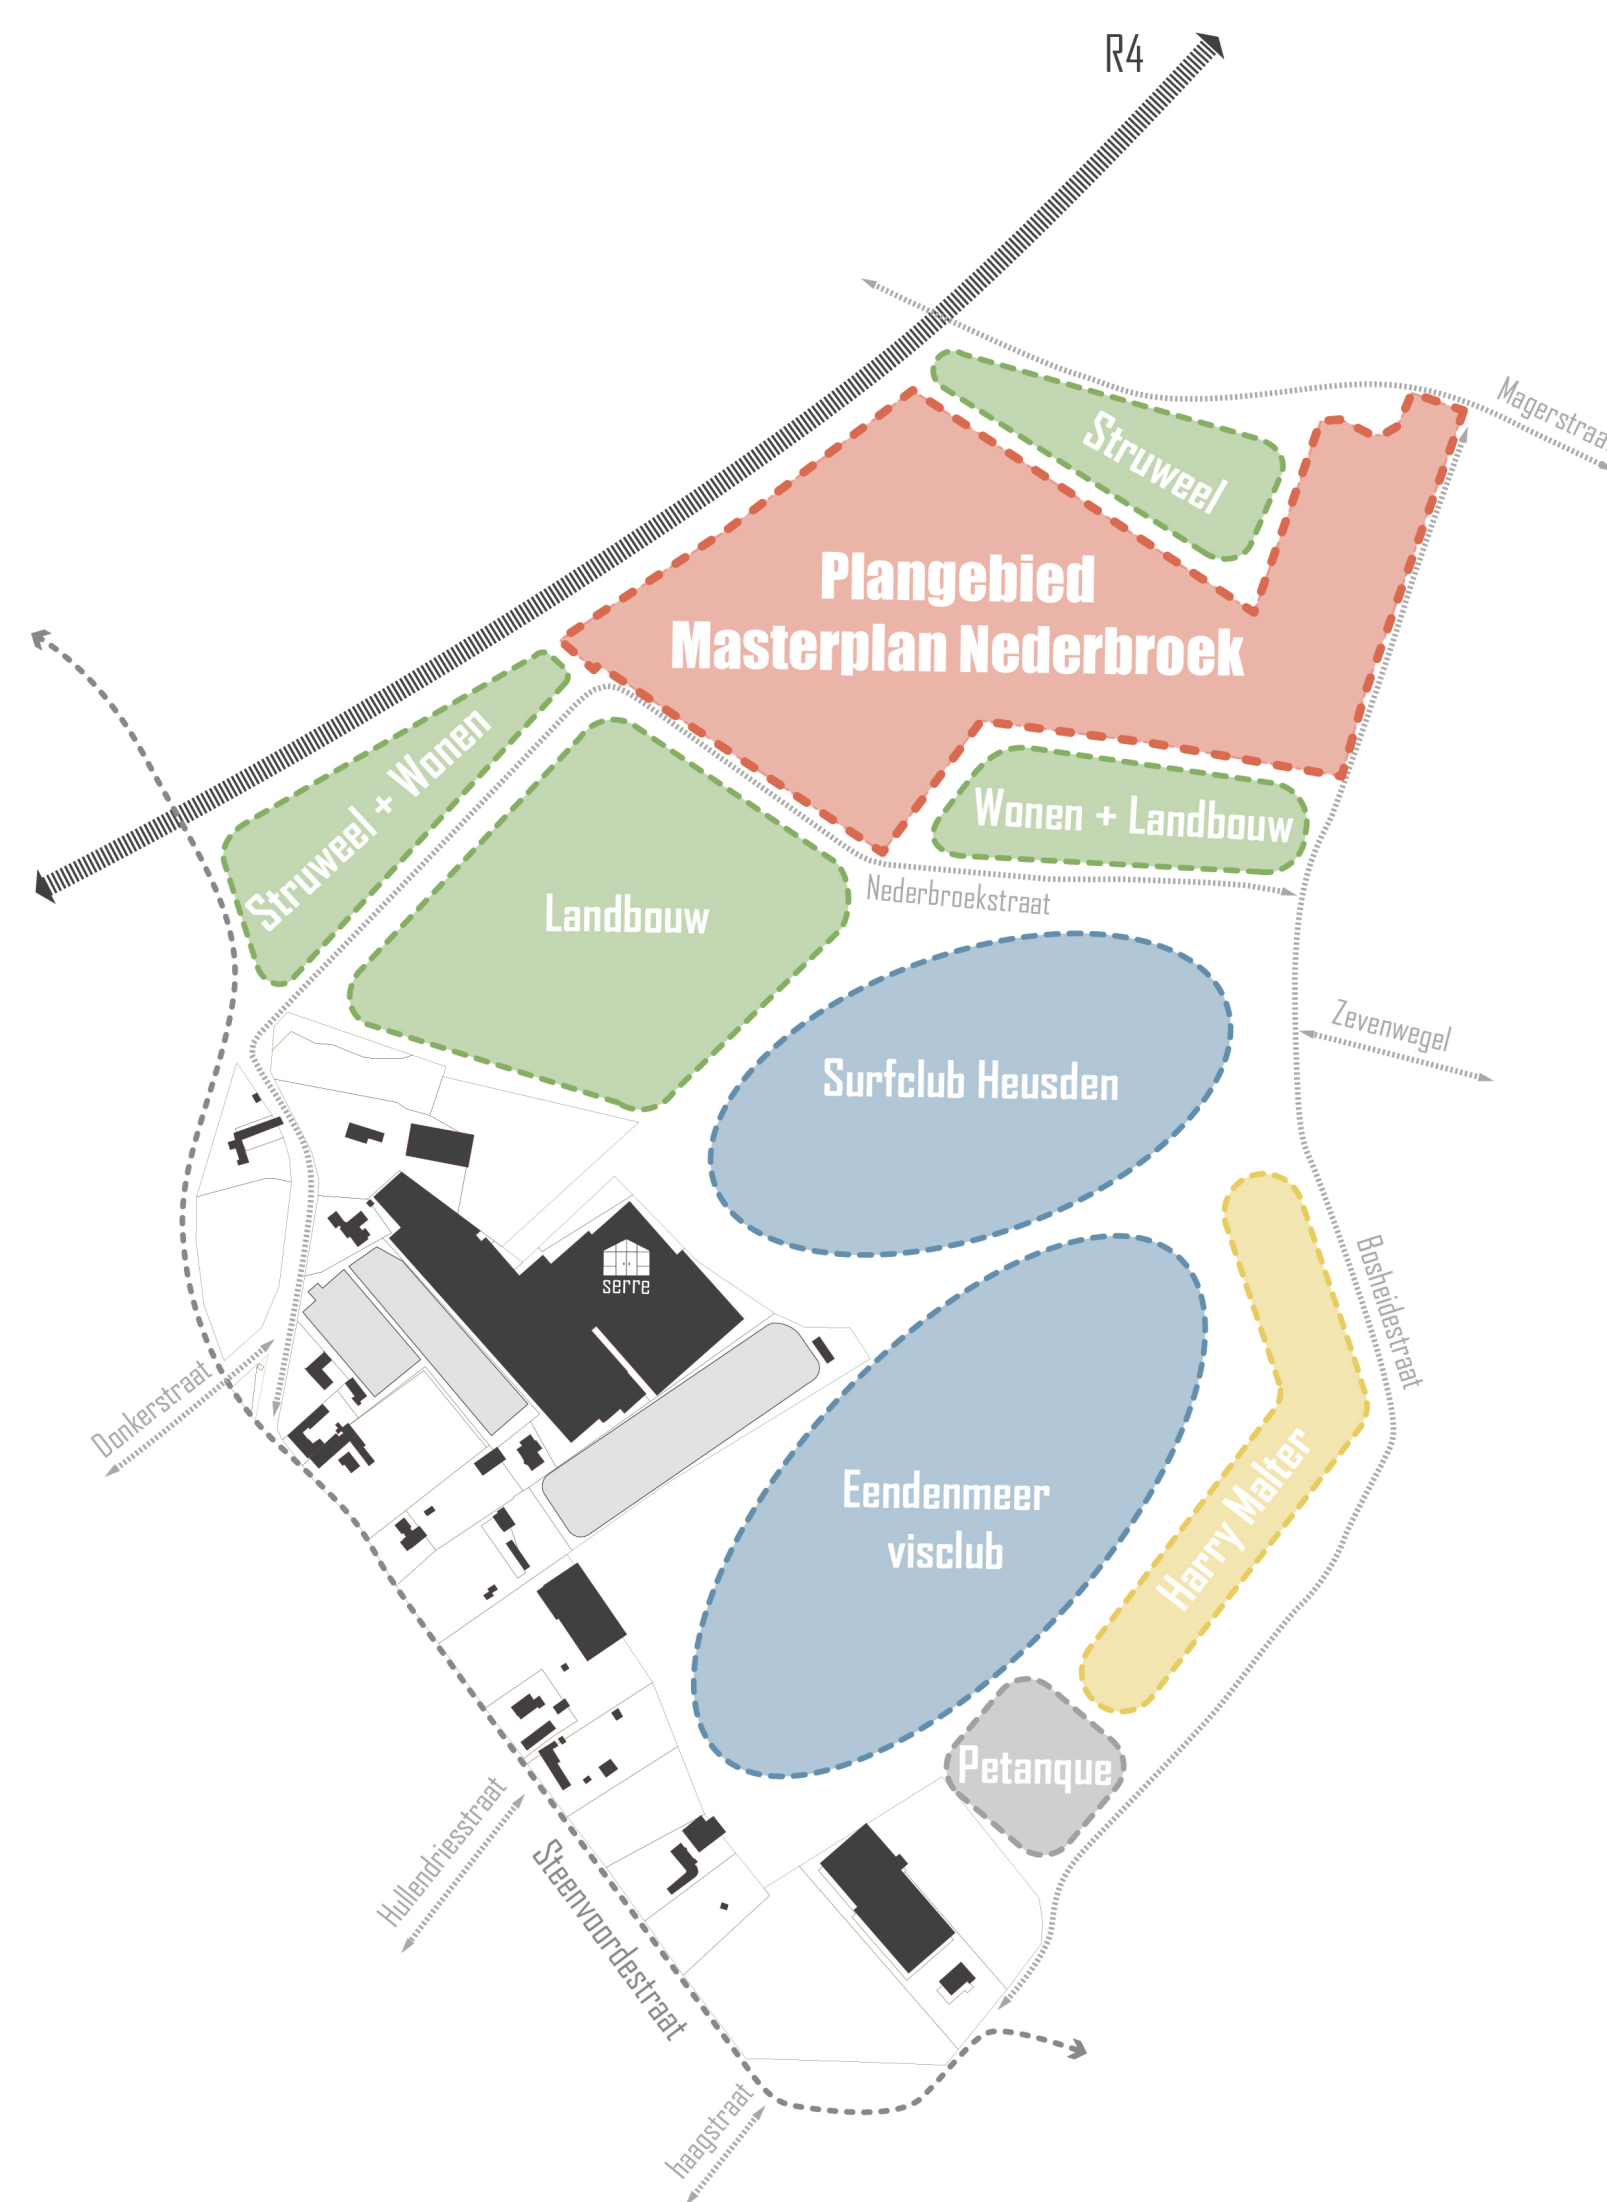 R4
Magerstraa
Struweel
Plangebied
Masterplan Nederbroek
Struweel + Wonen
Wonen + Landbouw
Nederbroekstraat
Landbouw
Zevenwegel
Surfclub Heusden
Bosheidestraat
serre
Donkerstraat
Eendenmeer
visclub
Harry Malter
Petanque
Hullendriesstraat
Steenvoordestraat
haagstraat